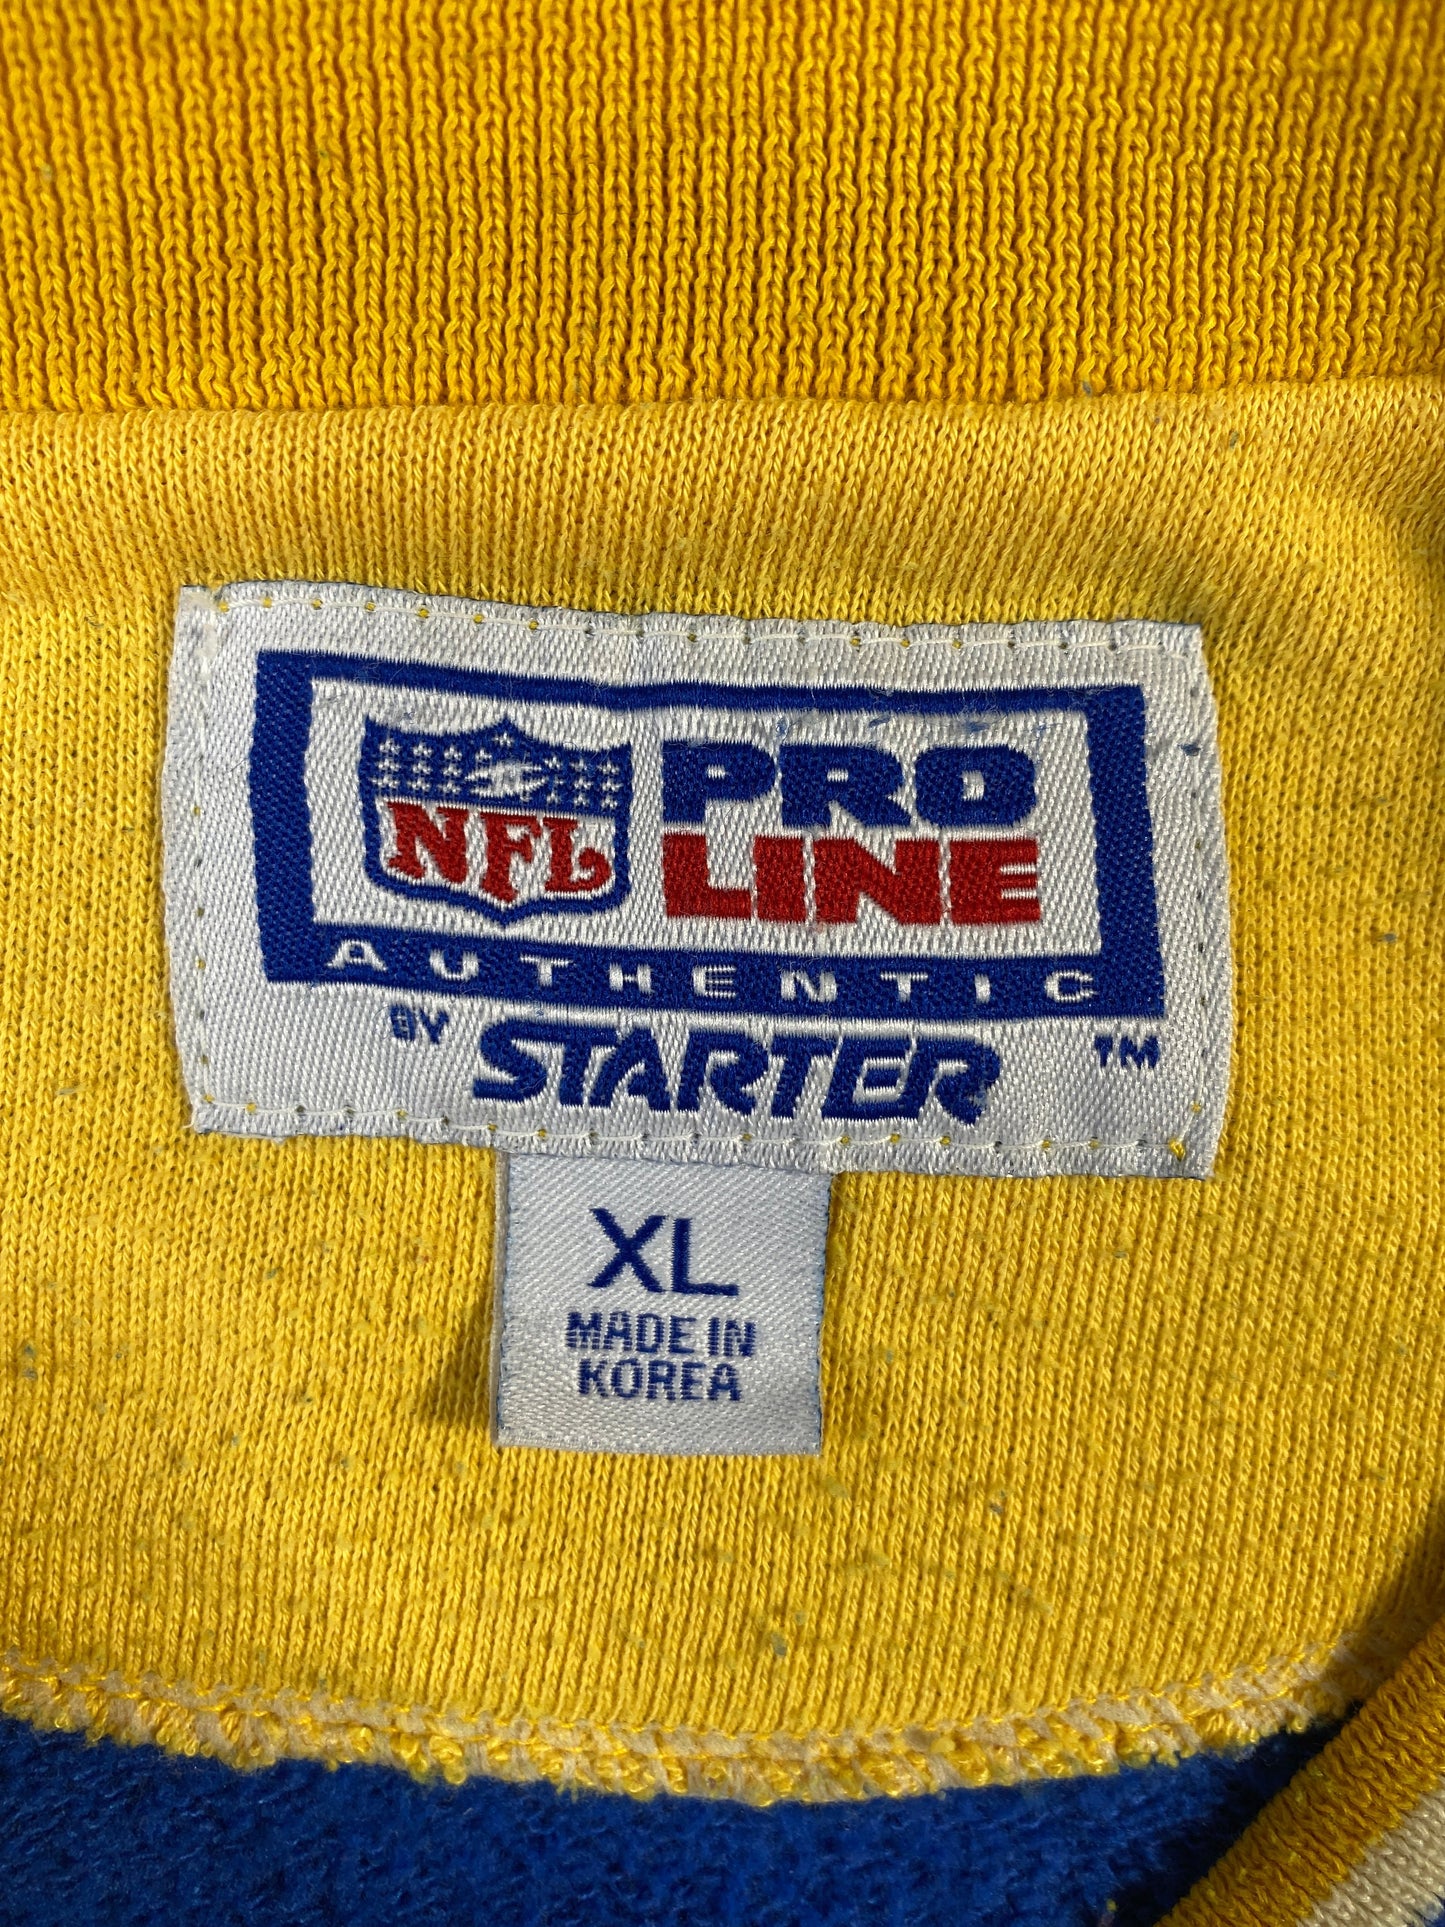 NFL
PRO
LINE
AUTHENTIC
BY STARTER ™
XL
MADE IN
KOREA